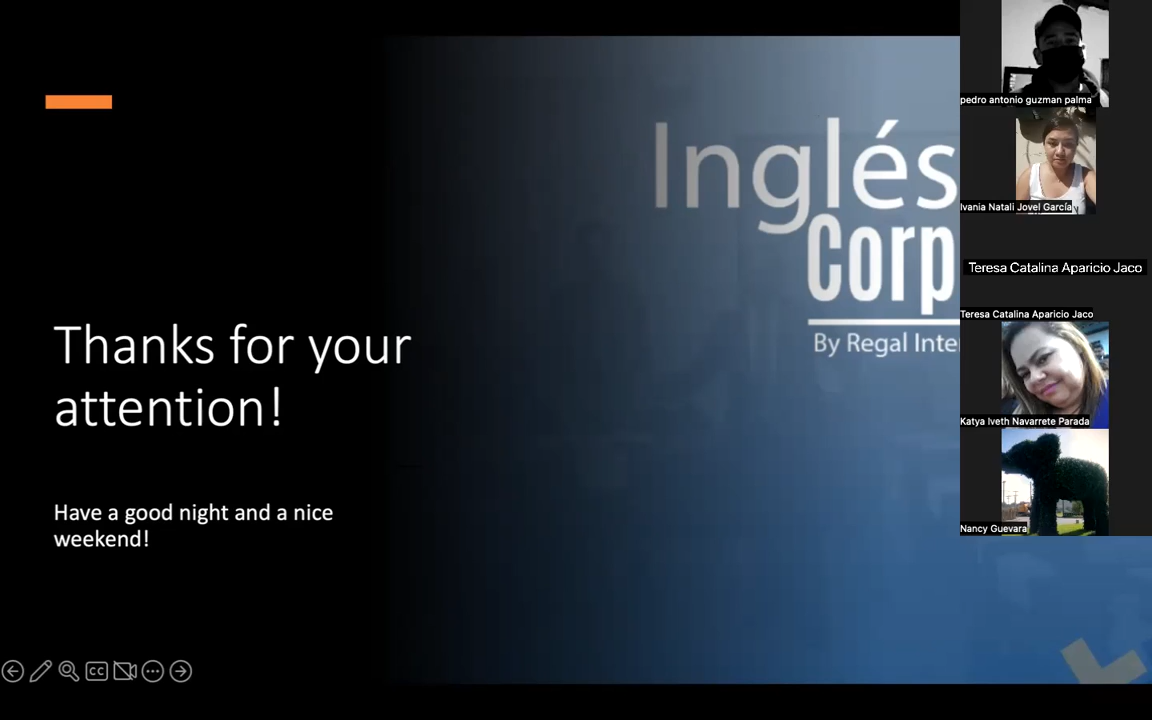 Thanks for your
attention!
Have a good night and a nice
weekend!
Inglés
Corp
By Regal Inte
pedro antonio guzman palma
Ivania Natali Jovel García
Teresa Catalina Aparicio Jaco
Teresa Catalina Aparicio Jaco
Katya Iveth Navarrete Parada
Nancy Guevara
CC